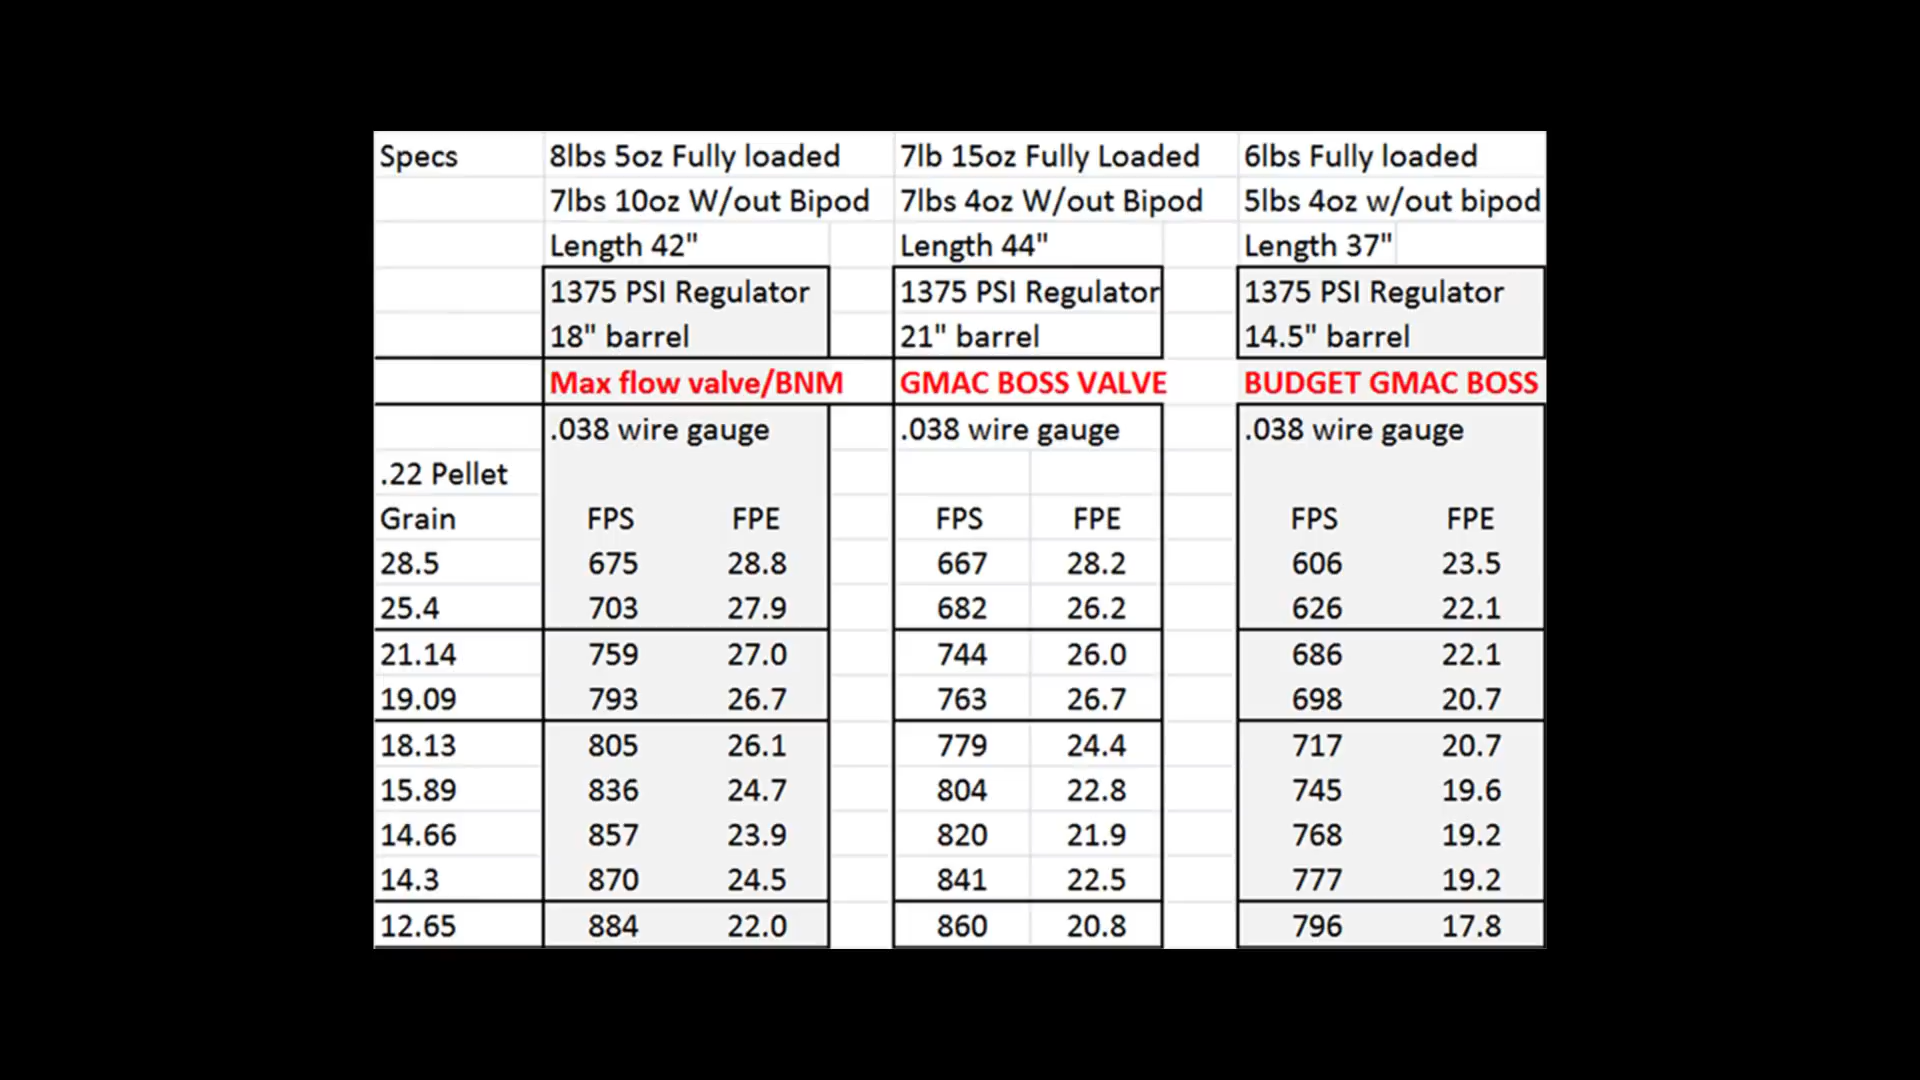 Specs 8lbs 5oz Fully loaded 7lb 15oz Fully Loaded 6lbs Fully loaded
7lbs 10oz W/out Bipod 7lbs 4oz W/out Bipod 5lbs 4oz w/out bipod
Length 42" Length 44" Length 37"
1375 PSI Regulator 1375 PSI Regulator 1375 PSI Regulator
18" barrel 21" barrel 14.5" barrel
Max flow valve/BNM GMAC BOSS VALVE BUDGET GMAC BOSS
.038 wire gauge .038 wire gauge .038 wire gauge
.22 Pellet
Grain FPS FPE FPS FPE FPS FPE
28.5 675 28.8 667 28.2 606 23.5
25.4 703 27.9 682 26.2 626 22.1
21.14 759 27.0 744 26.0 686 22.1
19.09 793 26.7 763 26.7 698 20.7
18.13 805 26.1 779 24.4 717 20.7
15.89 836 24.7 804 22.8 745 19.6
14.66 857 23.9 820 21.9 768 19.2
14.3 870 24.5 841 22.5 777 19.2
12.65 884 22.0 860 20.8 796 17.8